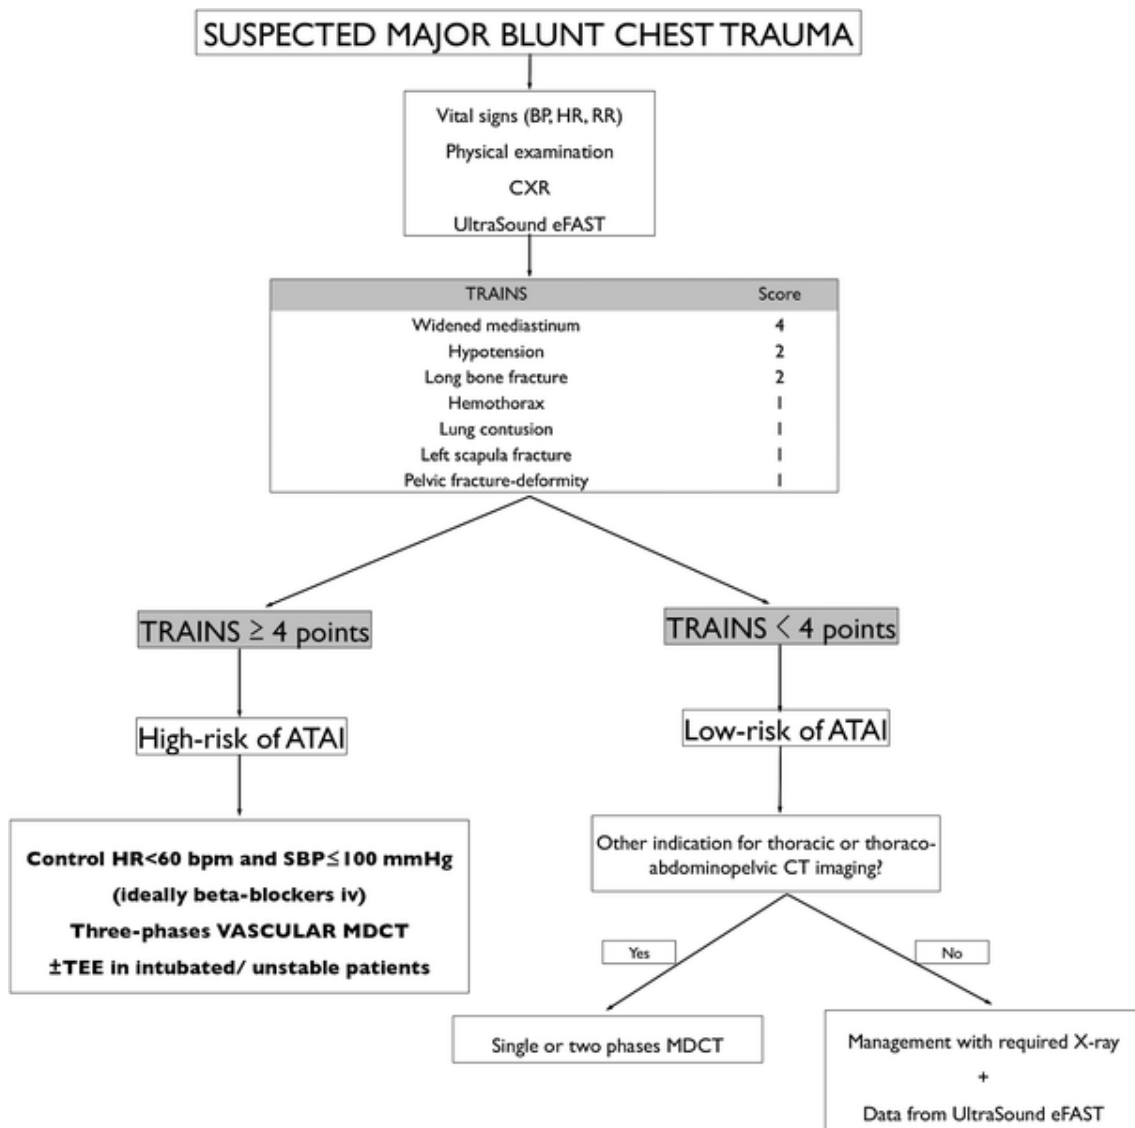 SUSPECTED MAJOR BLUNT CHEST TRAUMA
Vital signs (BP, HR, RR)
Physical examination
CXR
UltraSound eFAST
TRAINS Score
Widened mediastinum 4
Hypotension 2
Long bone fracture 2
Hemothorax 1
Lung contusion 1
Left scapula fracture 1
Pelvic fracture-deformity 1
TRAINS ≥ 4 points
TRAINS < 4 points
High-risk of ATAI
Low-risk of ATAI
Control HR<60 bpm and SBP≤100 mmHg
(ideally beta-blockers iv)
Three-phases VASCULAR MDCT
±TEE in intubated/ unstable patients
Other indication for thoracic or thoraco-
abdominopelvic CT imaging?
Yes
No
Single or two phases MDCT
Management with required X-ray
+
Data from UltraSound eFAST